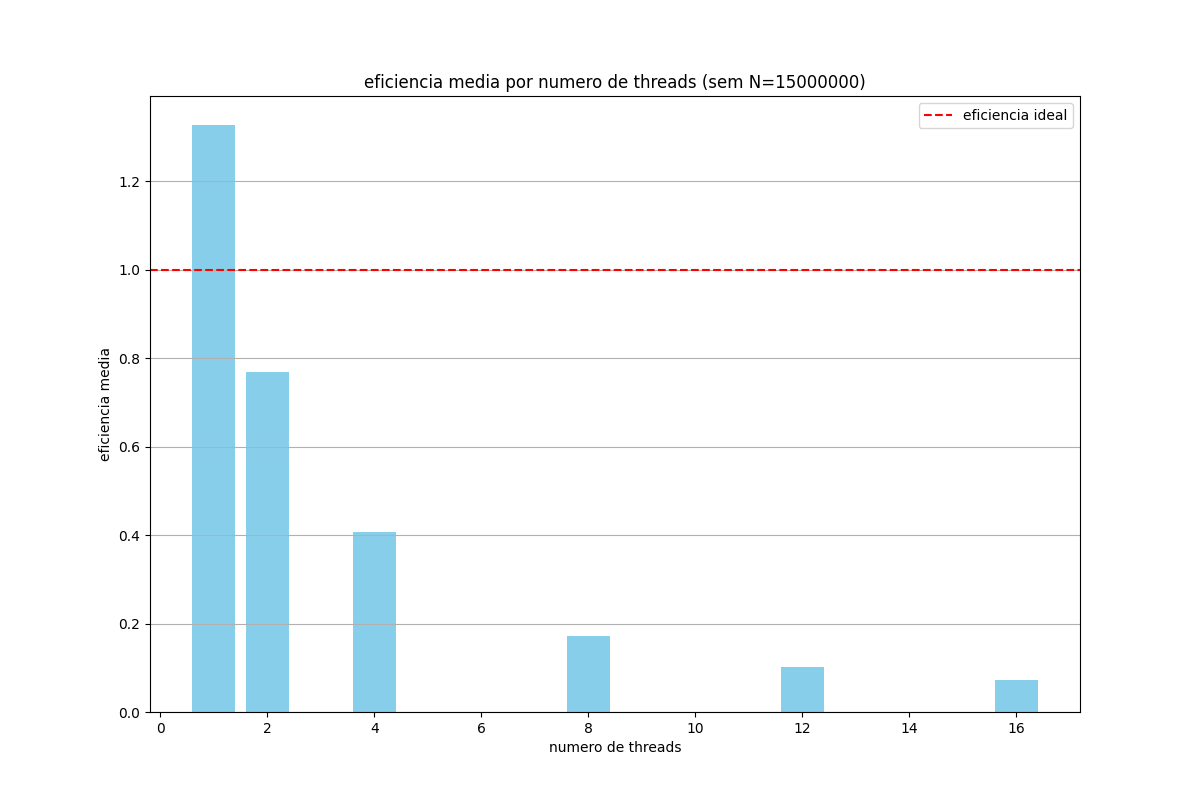 eficiencia media por numero de threads (sem N=15000000)
eficiencia ideal
1.2
1.0
0.8
0.6
0.4
0.2
0.0
eficiencia media
0 2 4 6 8 10 12 14 16
numero de threads